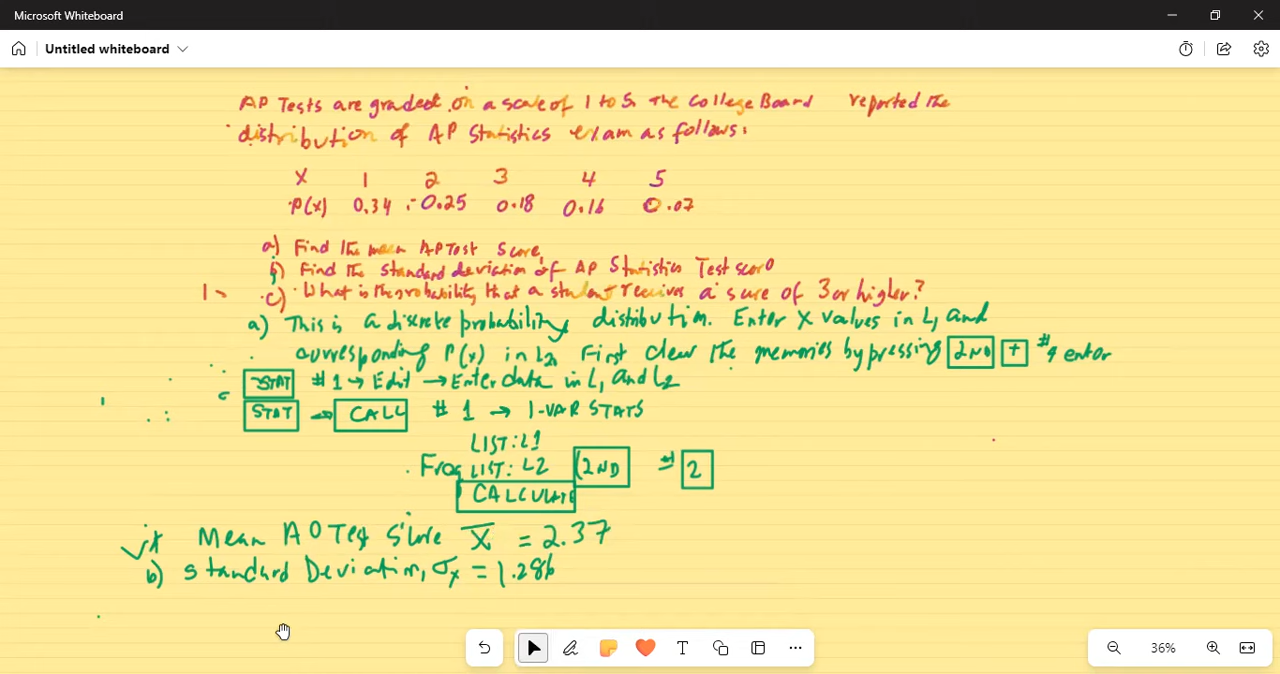 Microsoft Whiteboard
Untitled whiteboard
AP Tests are graded on a scale of 1 to 5. The College Board reported the
distribution of AP Statistics exam as follows:
X 1 2 3 4 5
P(x) 0.34 0.25 0.18 0.16 0.07
a) Find the mean AP Test Score.
b) Find the standard deviation of AP Statistics Test score
c) What is the probability that a student receives a score of 3 or higher?
a) This is a discrete probability distribution. Enter X values in L1 and
corresponding P(x) in L2. First clear the memories by pressing 2ND + #4 enter
STAT #1 → Edit → Enter data in L1 and L2
STAT → CALC #1 → 1-VAR STATS
LIST: L1
Freq LIST: L2 2ND # 2
CALCULATE
Mean AP Test Score X̅ = 2.37
b) Standard Deviation, σx = 1.286
36%